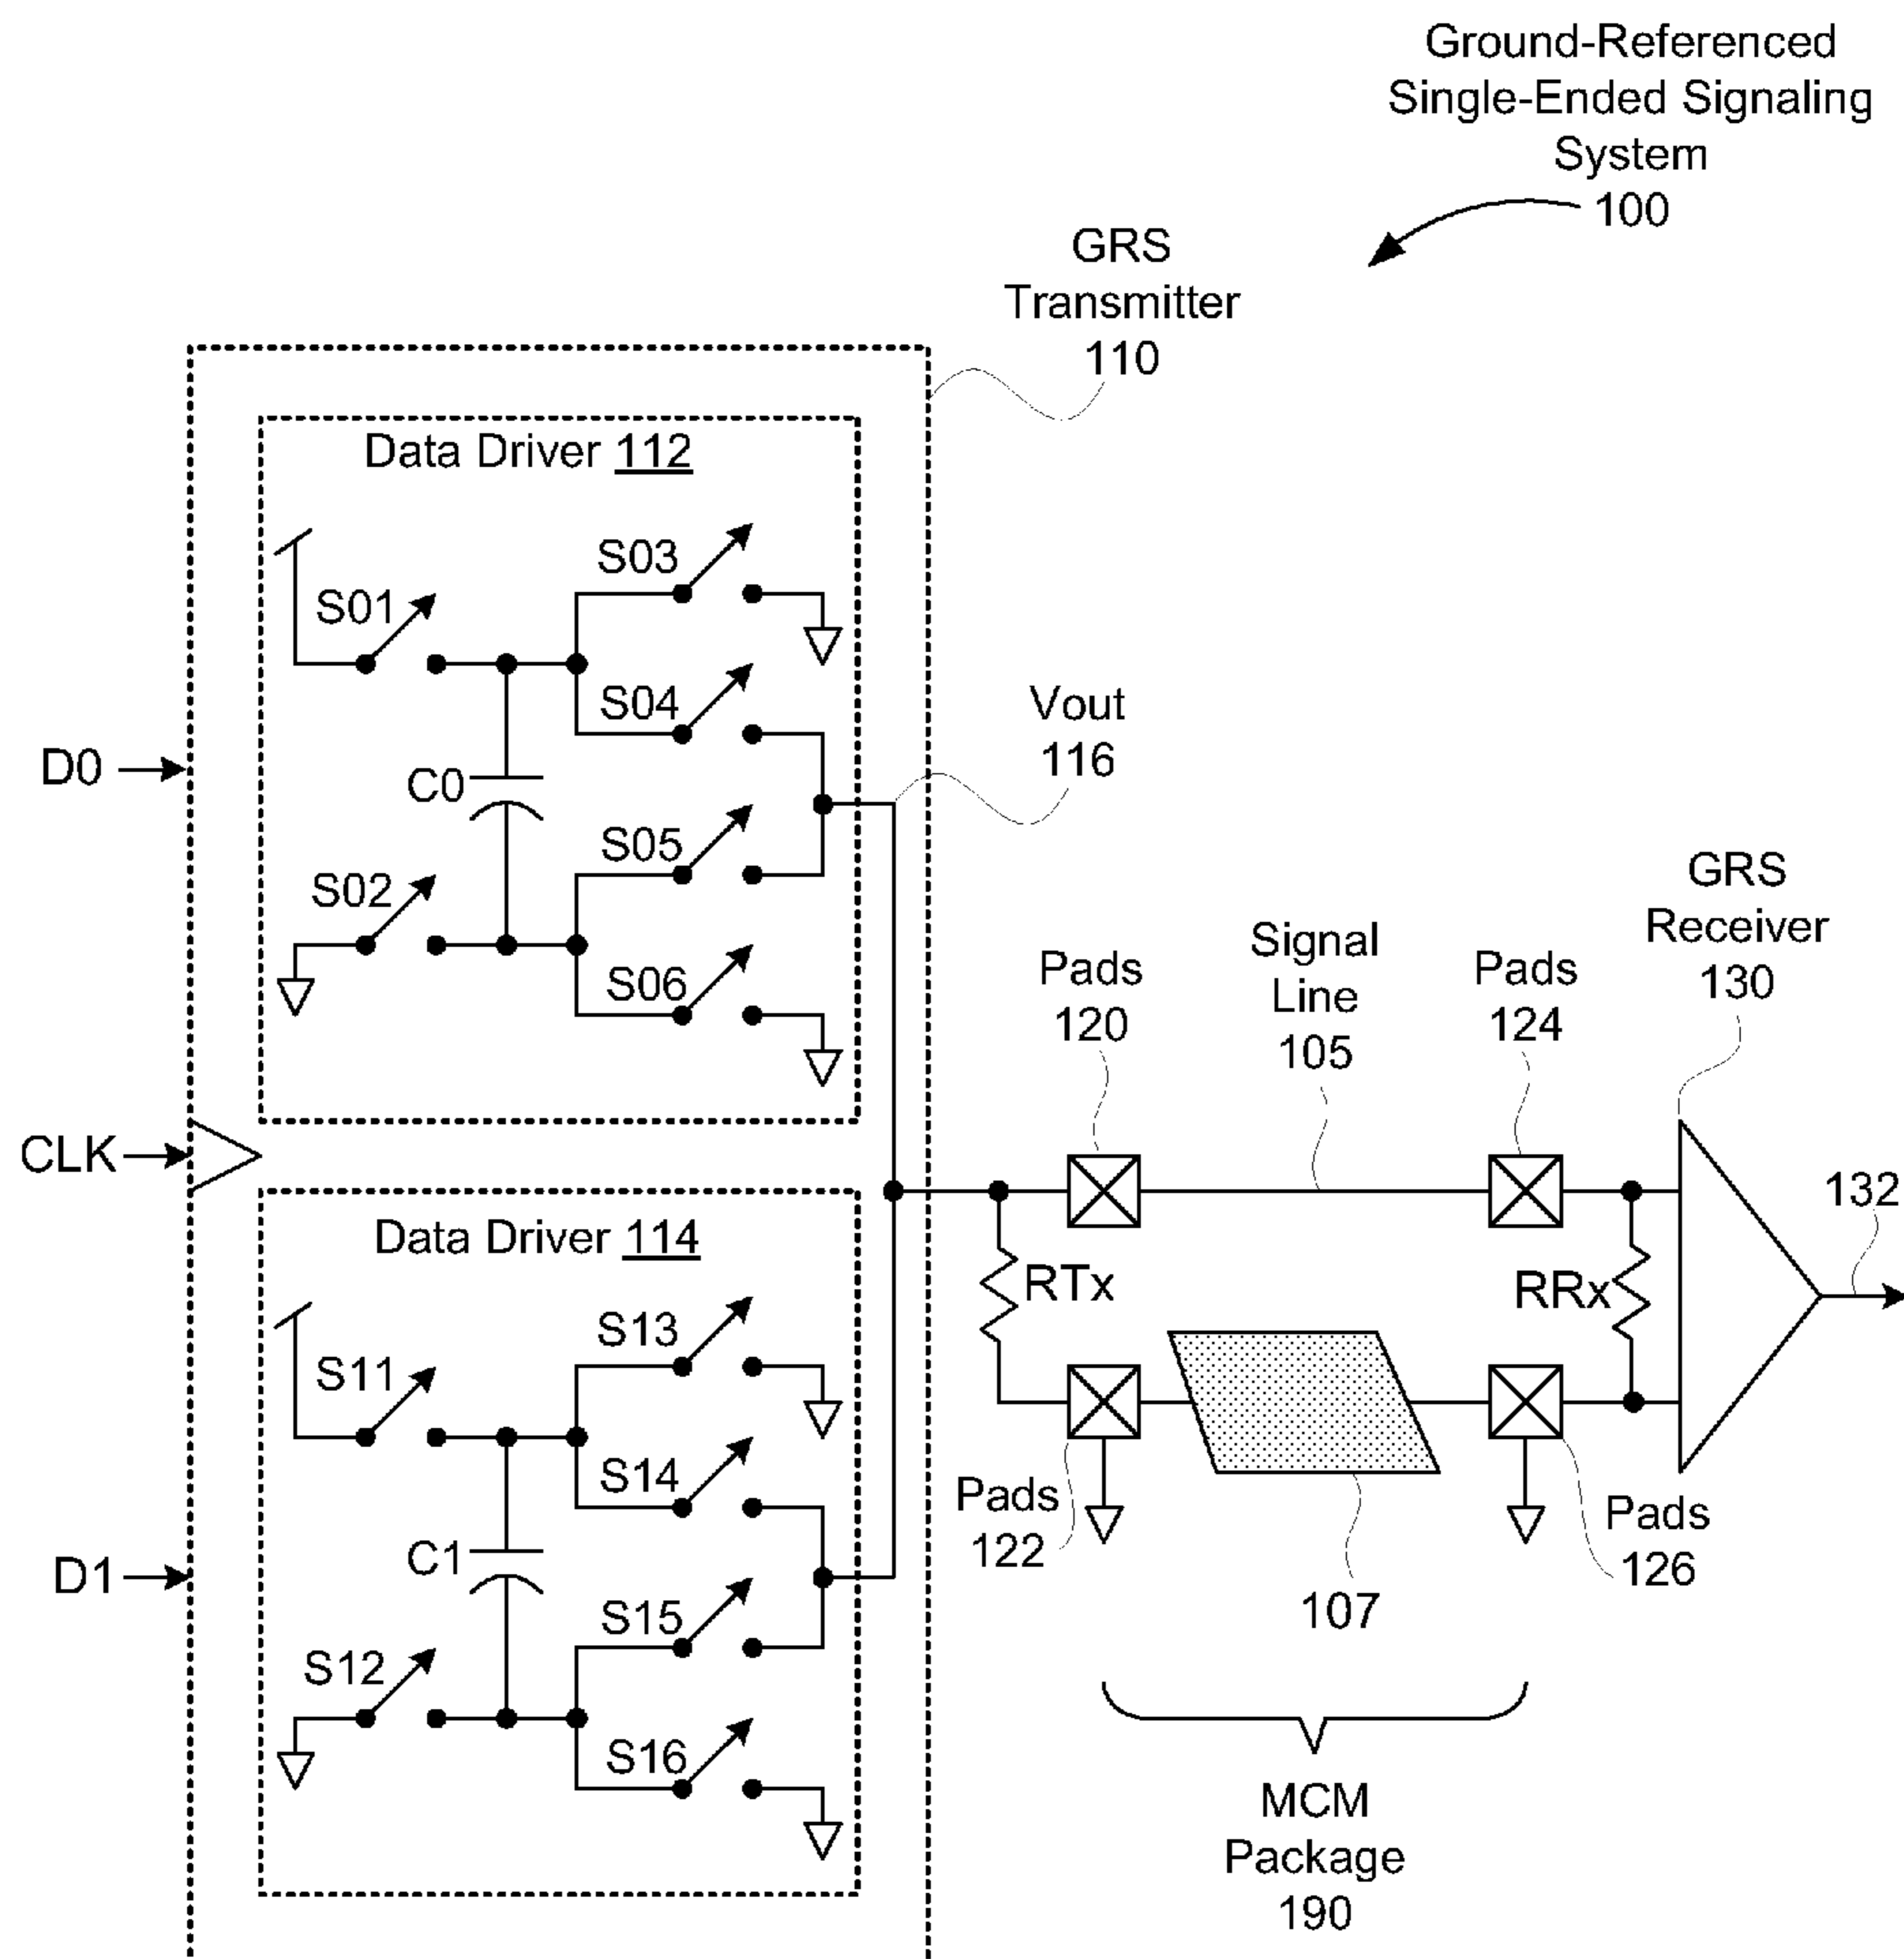 Ground-Referenced
Single-Ended Signaling
System
100
GRS
Transmitter
110
Data Driver 112
S03
S01
S04
Vout
116
D0
C0
S05
S02
S06
GRS
Receiver
130
Signal
Line
105
Pads
120
Pads
124
CLK
132
Data Driver 114
RTx
RRx
S13
S11
S14
Pads
122
Pads
126
C1
D1
S15
107
S12
S16
MCM
Package
190